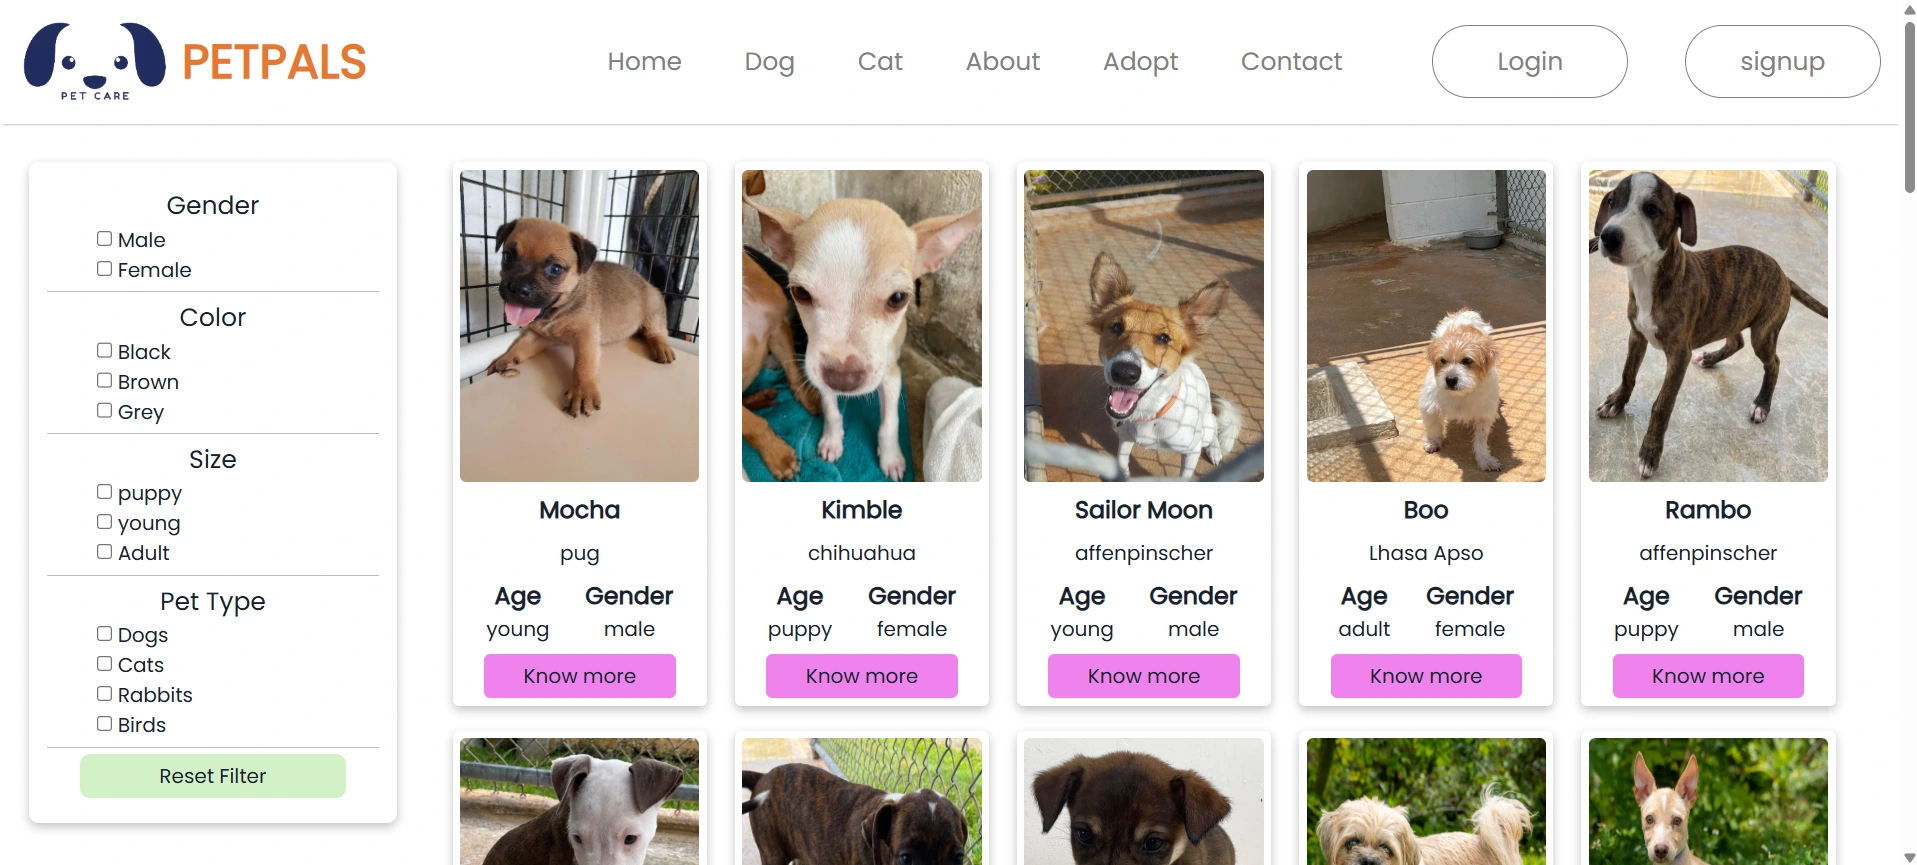 PET CARE
PETPALS
Home Dog Cat About Adopt Contact Login signup
Gender
Male
Female
Color
Black
Brown
Grey
Size
puppy
young
Adult
Pet Type
Dogs
Cats
Rabbits
Birds
Reset Filter
Mocha
pug
Age Gender
young male
Know more
Kimble
chihuahua
Age Gender
puppy female
Know more
Sailor Moon
affenpinscher
Age Gender
young male
Know more
Boo
Lhasa Apso
Age Gender
adult female
Know more
Rambo
affenpinscher
Age Gender
puppy male
Know more